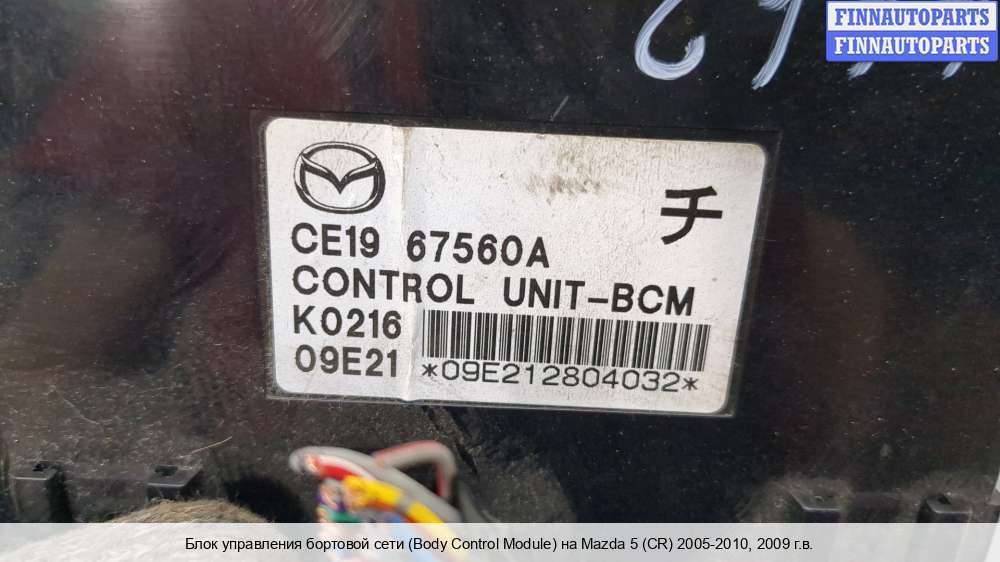 FINNAUTOPARTS
FINNAUTOPARTS
チ
CE19 67560A
CONTROL UNIT-BCM
K0216
09E21 *09E212804032*
Блок управления бортовой сети (Body Control Module) на Mazda 5 (CR) 2005-2010, 2009 г.в.